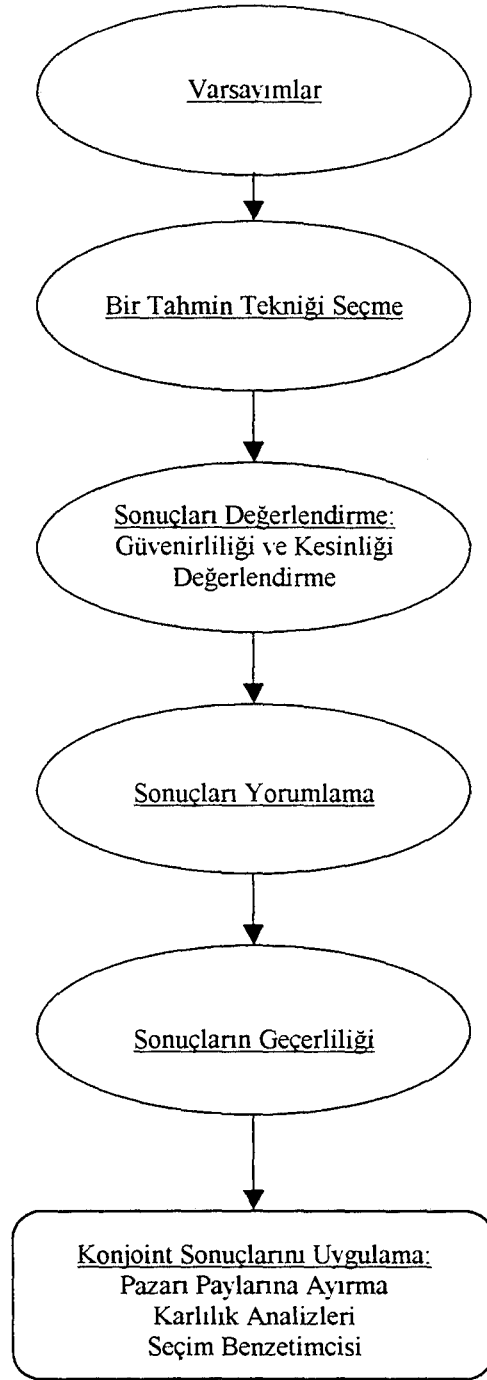 Varsayımlar
Bir Tahmin Tekniği Seçme
Sonuçları Değerlendirme:
Güvenirliliği ve Kesinliği
Değerlendirme
Sonuçları Yorumlama
Sonuçların Geçerliliği
Konjoint Sonuçlarını Uygulama:
Pazarı Paylarına Ayırma
Karlılık Analizleri
Seçim Benzetimcisi